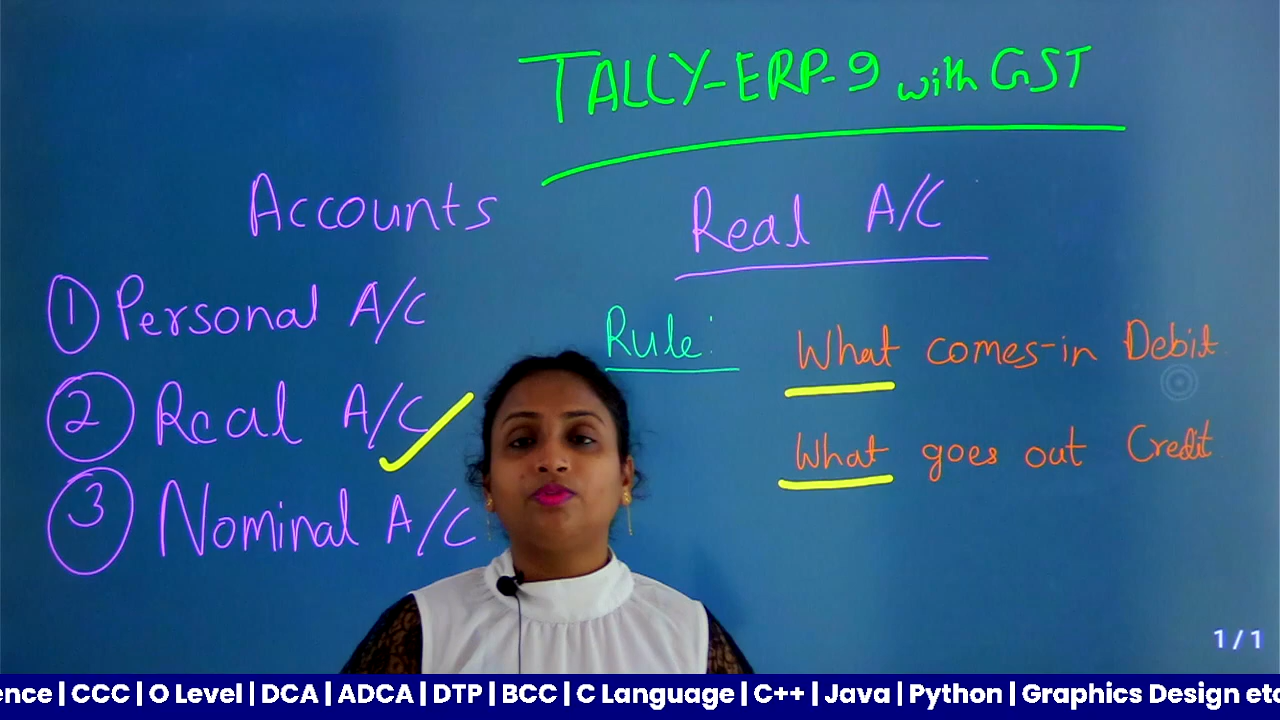 TALLY-ERP-9 with GST
Accounts
① Personal A/C
② Real A/C
③ Nominal A/C
Real A/C
Rule:
What comes-in Debit
What goes out Credit
1/1
ence | CCC | O Level | DCA | ADCA | DTP | BCC | C Language | C++ | Java | Python | Graphics Design etc